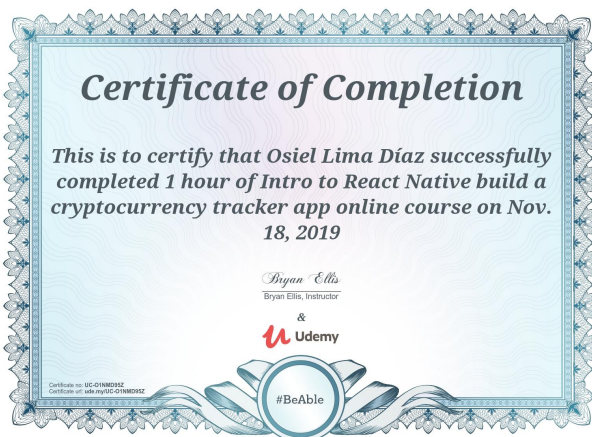 Certificate of Completion
This is to certify that Osiel Lima Díaz successfully
completed 1 hour of Intro to React Native build a
cryptocurrency tracker app online course on Nov.
18, 2019
Bryan Ellis
Bryan Ellis, Instructor
&
Udemy
Certificate no: UC-O1NMD95Z
Certificate url: ude.my/UC-O1NMD95Z
#BeAble